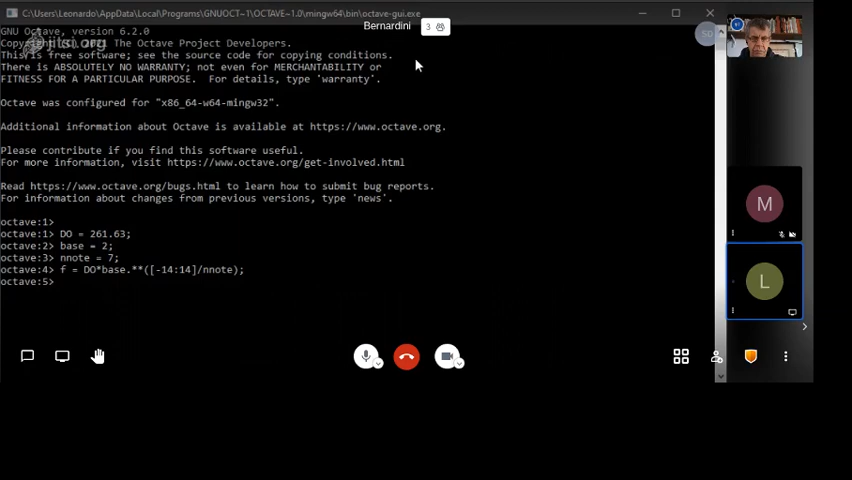 C:\Users\Leonardo\AppData\Local\Programs\GNUOCT~1\OCTAVE~1.0\mingw64\bin\octave-gui.exe
Bernardini
3
GNU Octave, version 6.2.0
Copyright (C) 2021 The Octave Project Developers.
This is free software; see the source code for copying conditions.
There is ABSOLUTELY NO WARRANTY; not even for MERCHANTABILITY or
FITNESS FOR A PARTICULAR PURPOSE.  For details, type 'warranty'.
Octave was configured for "x86_64-w64-mingw32".
Additional information about Octave is available at https://www.octave.org.
Please contribute if you find this software useful.
For more information, visit https://www.octave.org/get-involved.html
Read https://www.octave.org/bugs.html to learn how to submit bug reports.
For information about changes from previous versions, type 'news'.
octave:1>
octave:1> DO = 261.63;
octave:2> base = 2;
octave:3> nnote = 7;
octave:4> f = DO*base.**([-14:14]/nnote);
octave:5>
jitsi.org
SD
M
L